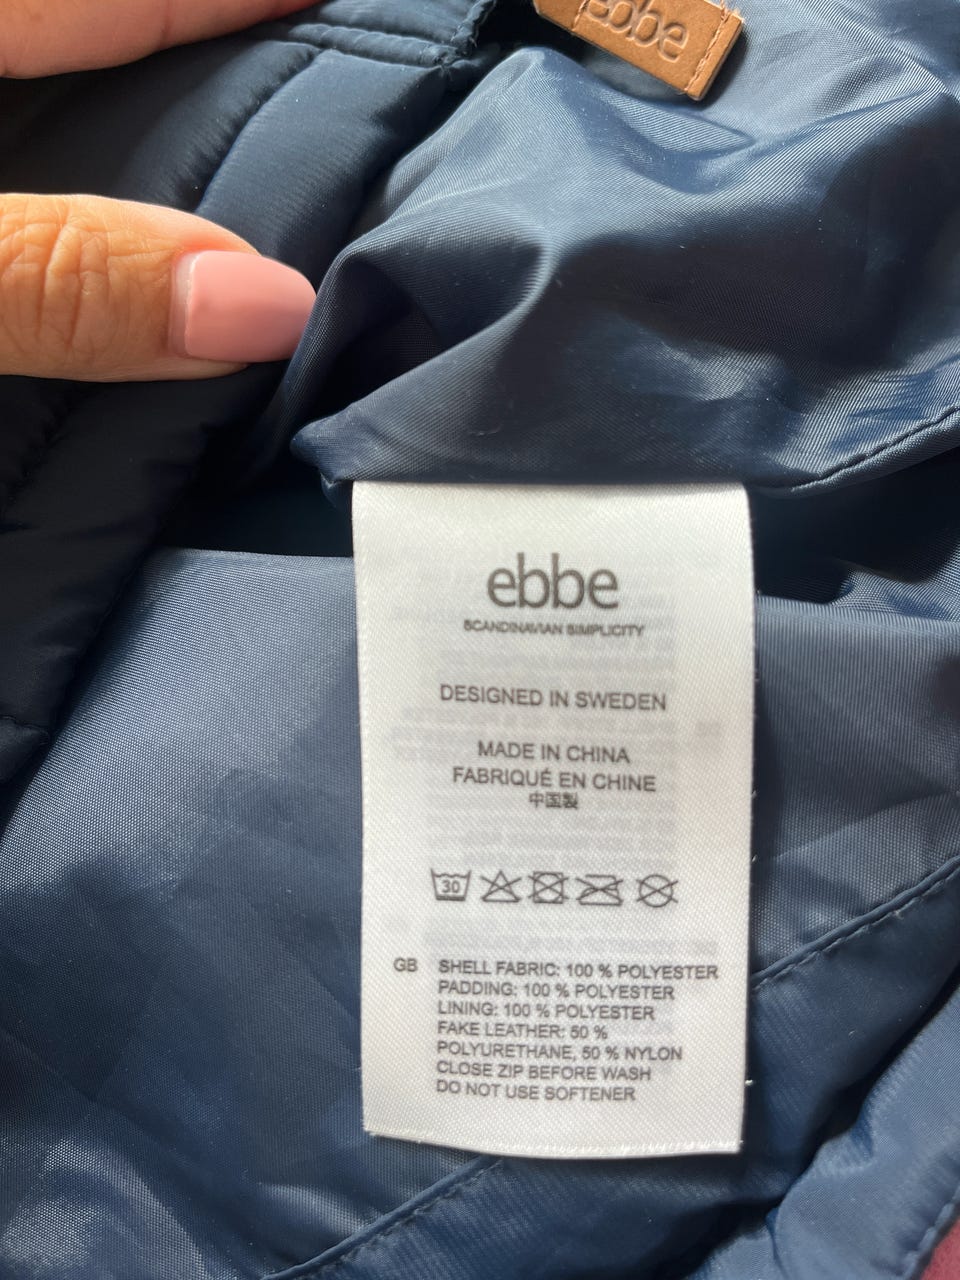 ebbe
ebbe
SCANDINAVIAN SIMPLICITY
DESIGNED IN SWEDEN
MADE IN CHINA
FABRIQUÉ EN CHINE
中国製
30
GB SHELL FABRIC: 100 % POLYESTER
PADDING: 100 % POLYESTER
LINING: 100 % POLYESTER
FAKE LEATHER: 50 %
POLYURETHANE, 50 % NYLON
CLOSE ZIP BEFORE WASH
DO NOT USE SOFTENER